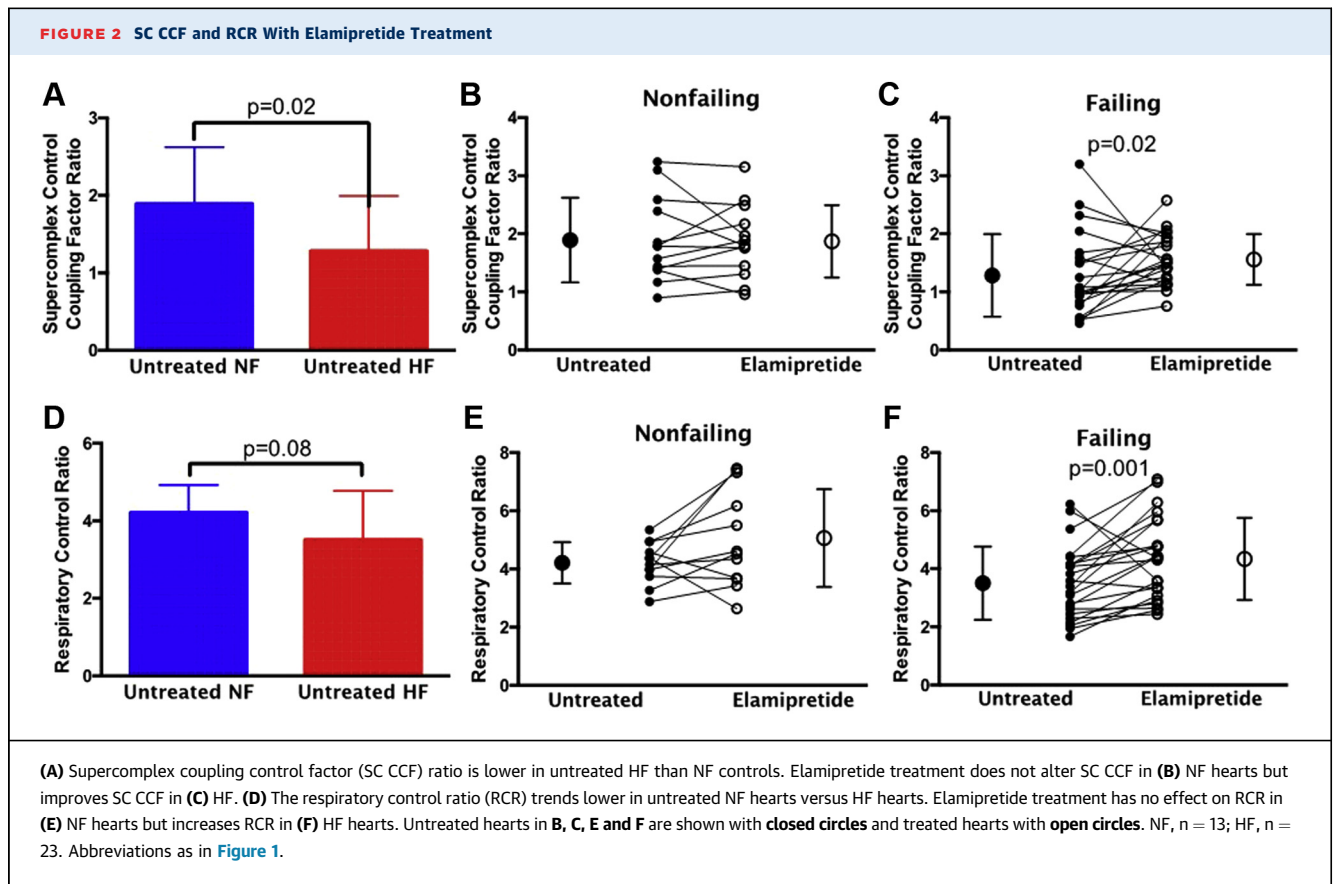 FIGURE 2 SC CCF and RCR With Elamipretide Treatment
A
p=0.02
Supercomplex Control
Coupling Factor Ratio
3
2
1
0
Untreated NF
Untreated HF
B
Nonfailing
Supercomplex Control
Coupling Factor Ratio
4
3
2
1
0
Untreated
Elamipretide
C
Failing
p=0.02
Supercomplex Control
Coupling Factor Ratio
4
3
2
1
0
Untreated
Elamipretide
D
p=0.08
Respiratory Control Ratio
6
4
2
0
Untreated NF
Untreated HF
E
Nonfailing
Respiratory Control Ratio
8
6
4
2
0
Untreated
Elamipretide
F
Failing
p=0.001
Respiratory Control Ratio
8
6
4
2
0
Untreated
Elamipretide
(A) Supercomplex coupling control factor (SC CCF) ratio is lower in untreated HF than NF controls. Elamipretide treatment does not alter SC CCF in (B) NF hearts but
improves SC CCF in (C) HF. (D) The respiratory control ratio (RCR) trends lower in untreated NF hearts versus HF hearts. Elamipretide treatment has no effect on RCR in
(E) NF hearts but increases RCR in (F) HF hearts. Untreated hearts in B, C, E and F are shown with closed circles and treated hearts with open circles. NF, n = 13; HF, n =
23. Abbreviations as in Figure 1.